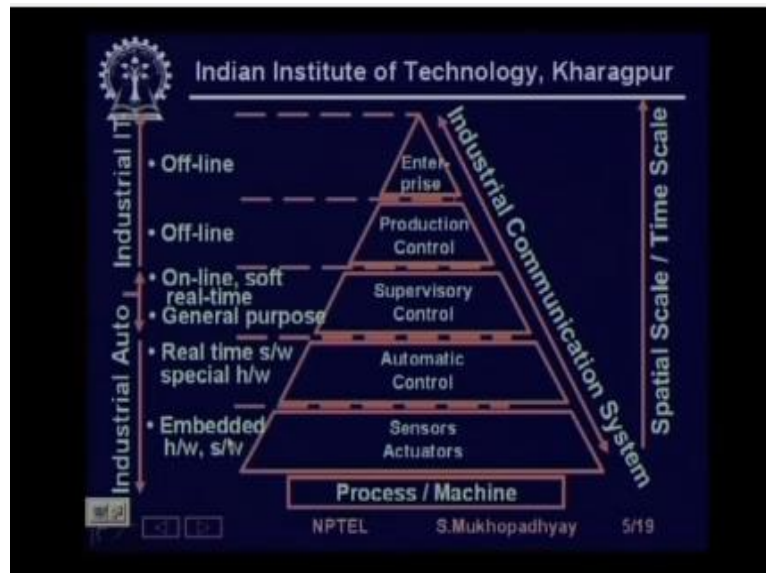 Indian Institute of Technology, Kharagpur
Industrial IT
Industrial Auto
• Off-line
• Off-line
• On-line, soft
real-time
• General purpose
• Real time s/w
special h/w
• Embedded
h/w, s/w
Enter-
prise
Production
Control
Supervisory
Control
Automatic
Control
Sensors
Actuators
Process / Machine
Industrial Communication System
Spatial Scale / Time Scale
NPTEL
S.Mukhopadhyay
5/19